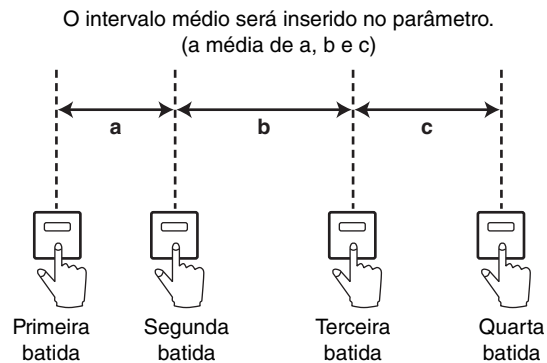 O intervalo médio será inserido no parâmetro.
(a média de a, b e c)
a b c
Primeira batida
Segunda batida
Terceira batida
Quarta batida